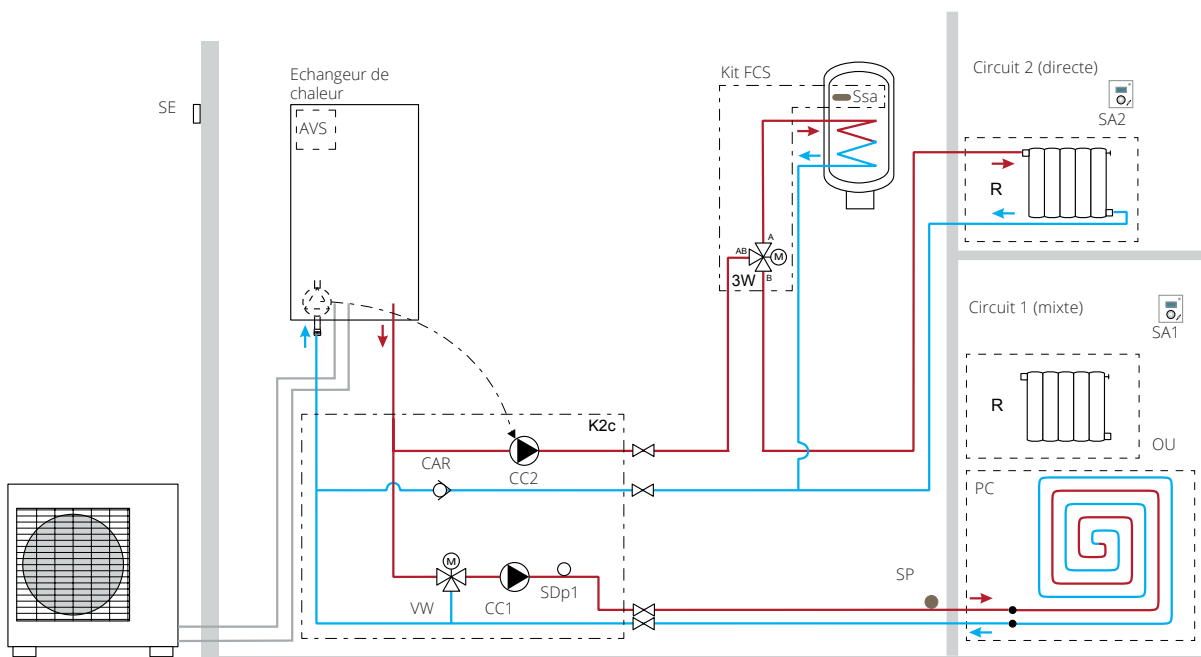 Echangeur de
chaleur
AVS
SE
Kit FCS
Ssa
Circuit 2 (directe)
SA2
R
A
AB
M
B
3W
Circuit 1 (mixte)
SA1
R
OU
K2c
CAR
CC2
PC
M
VW
CC1
SDp1
SP